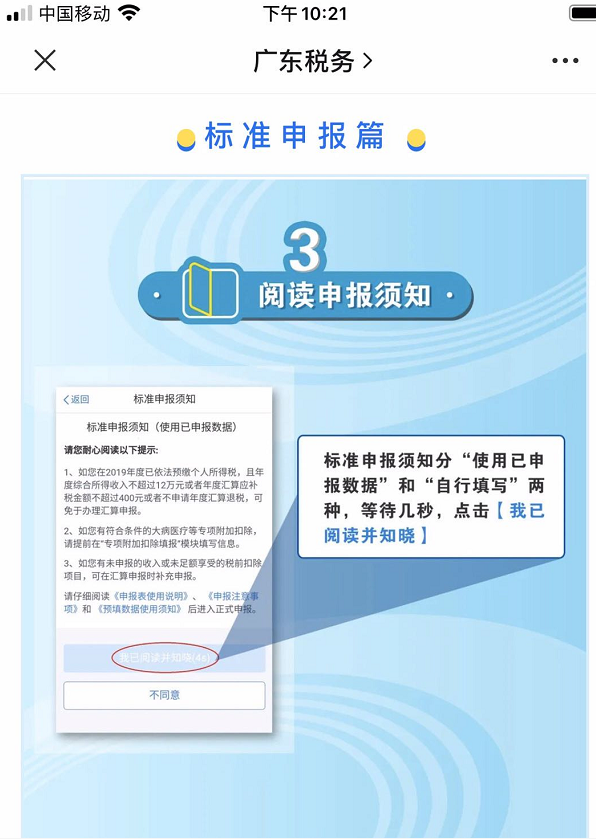 中国移动
下午10:21
广东税务
标准申报篇
3
阅读申报须知
返回
标准申报须知
标准申报须知（使用已申报数据）
请您耐心阅读以下提示:
1、如您在2019年度已依法预缴个人所得税，且年
度综合所得收入不超过12万元或者年度汇算应补
税金额不超过400元或者不申请年度汇算退税，可
免于办理汇算申报。
2、如您有符合条件的大病医疗等专项附加扣除，
请提前在“专项附加扣除填报”模块填写信息。
3、如您有未申报的收入或未足额享受的税前扣除
项目，可在汇算申报时补充申报。
请仔细阅读《申报表使用说明》、《申报注意事
项》和《预填数据使用须知》后进入正式申报。
我已阅读并知晓(4s)
不同意
标准申报须知分“使用已申
报数据”和“自行填写”两
种，等待几秒，点击【我已
阅读并知晓】